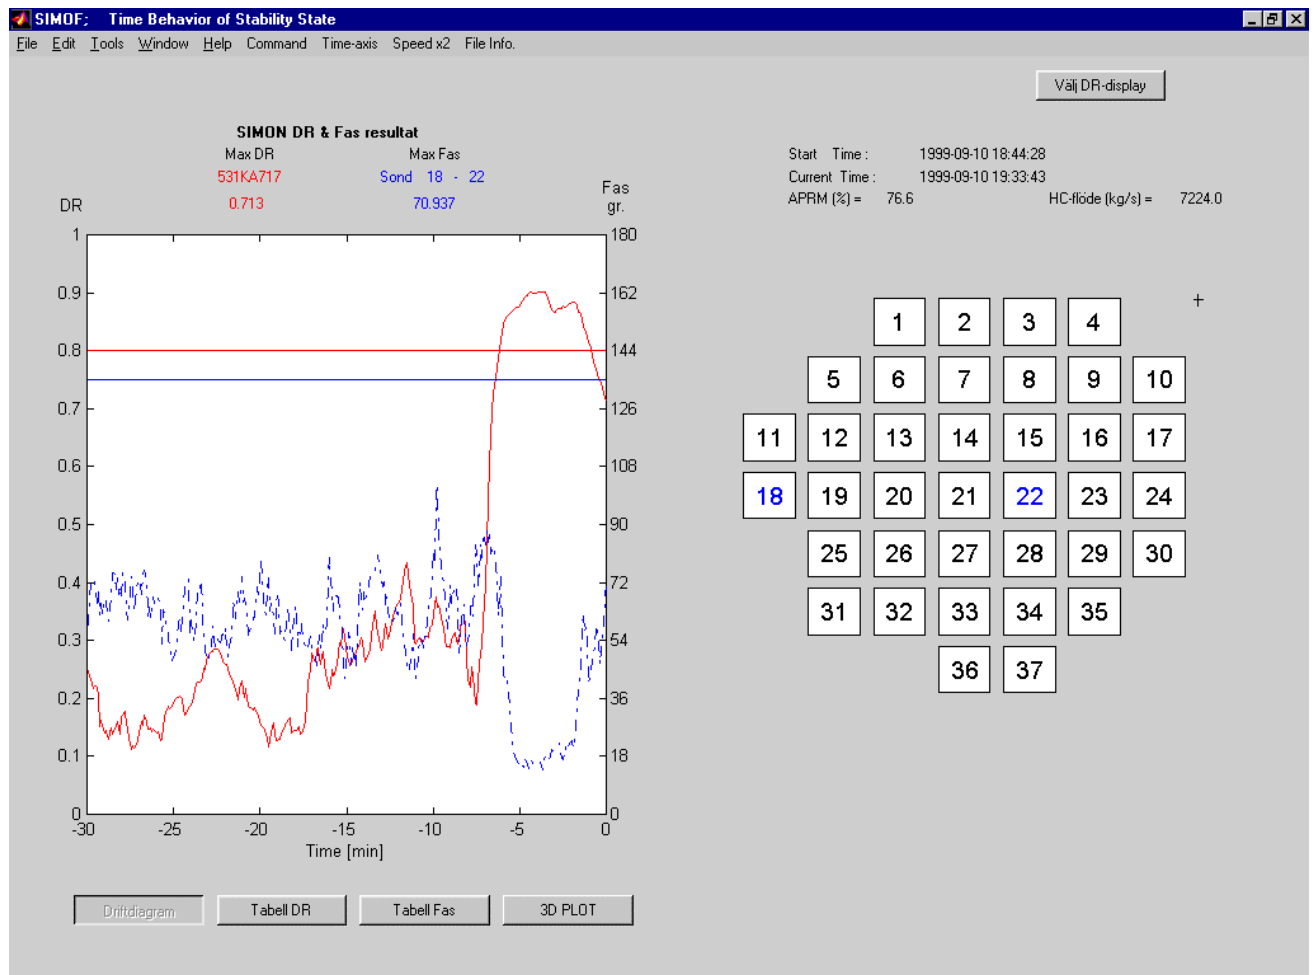 SIMOF;   Time Behavior of Stability State
File Edit Tools Window Help Command Time-axis Speed x2 File Info.
Välj DR-display
SIMON DR & Fas resultat
Max DR Max Fas
531KA717 Sond 18 - 22
DR 0.713 70.937 Fas gr.
Start Time : 1999-09-10 18:44:28
Current Time : 1999-09-10 19:33:43
APRM (%) = 76.6 HC-flöde (kg/s) = 7224.0
1 180
0.9 162
0.8 144
0.7 126
0.6 108
0.5 90
0.4 72
0.3 54
0.2 36
0.1 18
0 0
-30 -25 -20 -15 -10 -5 0
Time [min]
+
1 2 3 4
5 6 7 8 9 10
11 12 13 14 15 16 17
18 19 20 21 22 23 24
25 26 27 28 29 30
31 32 33 34 35
36 37
Driftdiagram Tabell DR Tabell Fas 3D PLOT